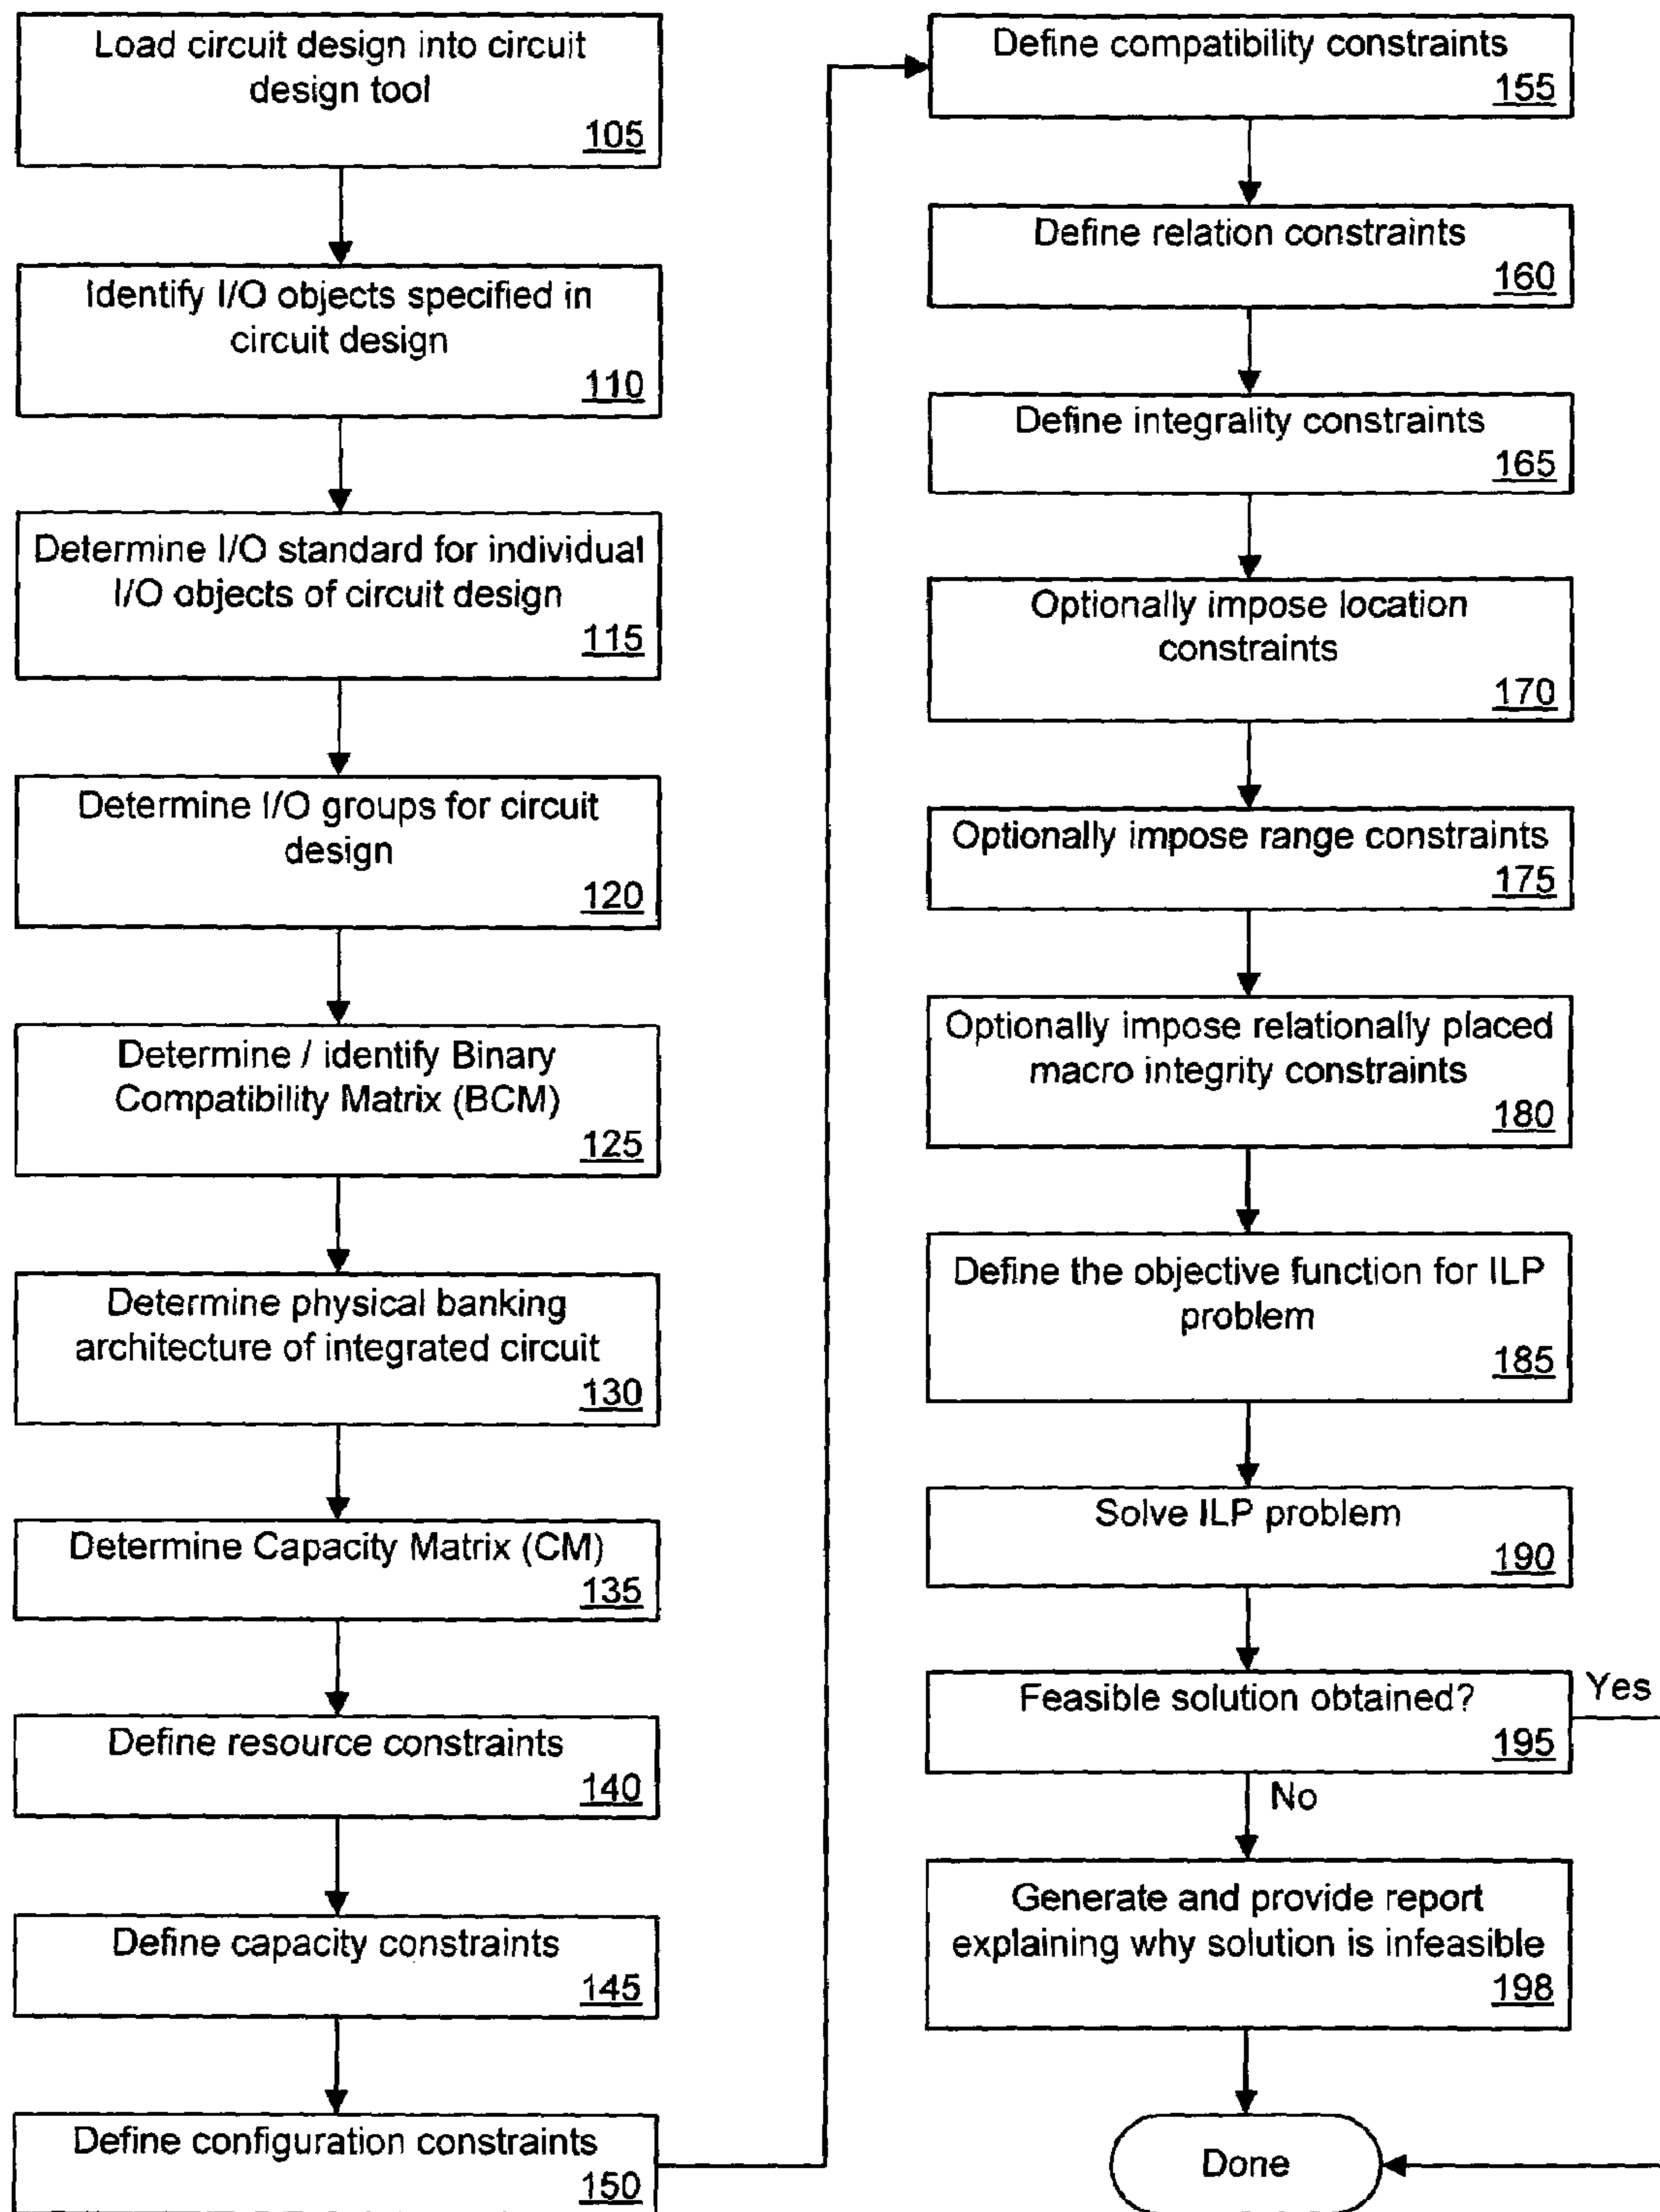 Load circuit design into circuit
design tool
105
Identify I/O objects specified in
circuit design
110
Determine I/O standard for individual
I/O objects of circuit design
115
Determine I/O groups for circuit
design
120
Determine / identify Binary
Compatibility Matrix (BCM)
125
Determine physical banking
architecture of integrated circuit
130
Determine Capacity Matrix (CM)
135
Define resource constraints
140
Define capacity constraints
145
Define configuration constraints
150
Define compatibility constraints
155
Define relation constraints
160
Define integrality constraints
165
Optionally impose location
constraints
170
Optionally impose range constraints
175
Optionally impose relationally placed
macro integrity constraints
180
Define the objective function for ILP
problem
185
Solve ILP problem
190
Feasible solution obtained?
195
Yes
No
Generate and provide report
explaining why solution is infeasible
198
Done